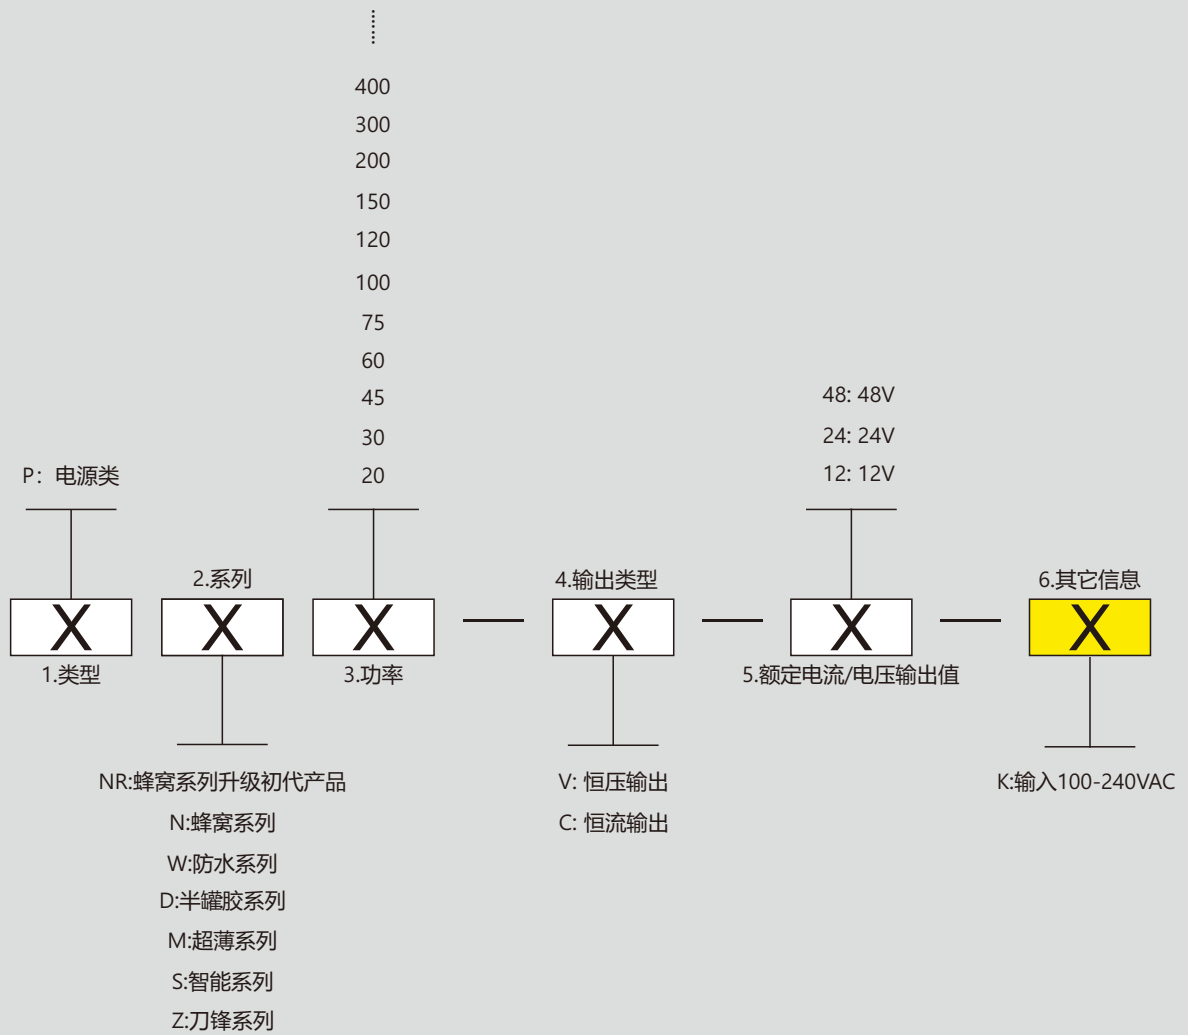 400
300
200
150
120
100
75
60
45
30
20
P：电源类
48: 48V
24: 24V
12: 12V
2.系列
4.输出类型
6.其它信息
X X X — X — X — X
1.类型
3.功率
5.额定电流/电压输出值
NR:蜂窝系列升级初代产品
N:蜂窝系列
W:防水系列
D:半罐胶系列
M:超薄系列
S:智能系列
Z:刀锋系列
V: 恒压输出
C: 恒流输出
K:输入100-240VAC